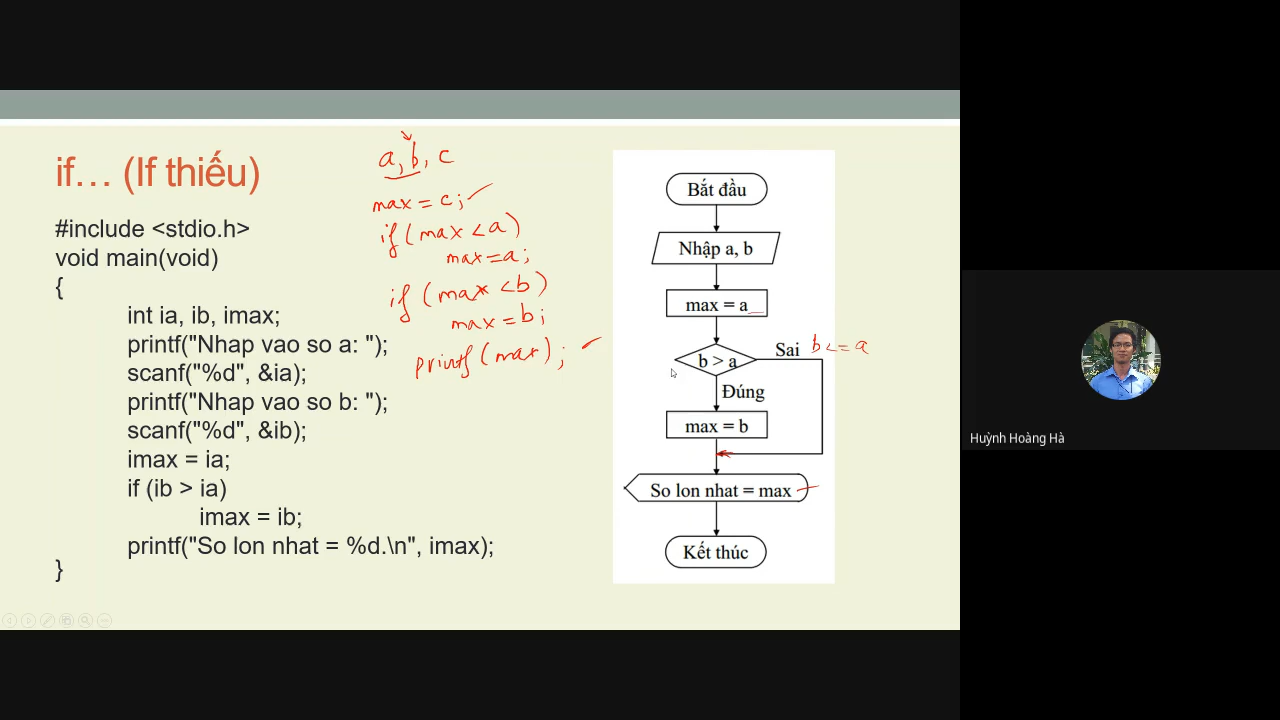 if… (If thiếu)
#include <stdio.h>
void main(void)
{
int ia, ib, imax;
printf("Nhap vao so a: ");
scanf("%d", &ia);
printf("Nhap vao so b: ");
scanf("%d", &ib);
imax = ia;
if (ib > ia)
imax = ib;
printf("So lon nhat = %d.\n", imax);
}
a, b, c
max = c;
if (max < a)
max = a;
if (max < b)
max = b;
printf (max);
Bắt đầu
Nhập a, b
max = a
b > a
Sai
b <= a
Đúng
max = b
So lon nhat = max
Kết thúc
Huỳnh Hoàng Hà